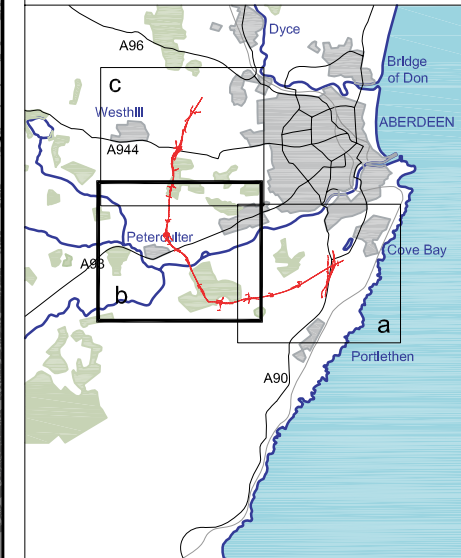 Dyce
A96
Bridge
of Don
c
Westhill
ABERDEEN
A944
Peterculter
Cove Bay
A93
b
a
Portlethen
A90